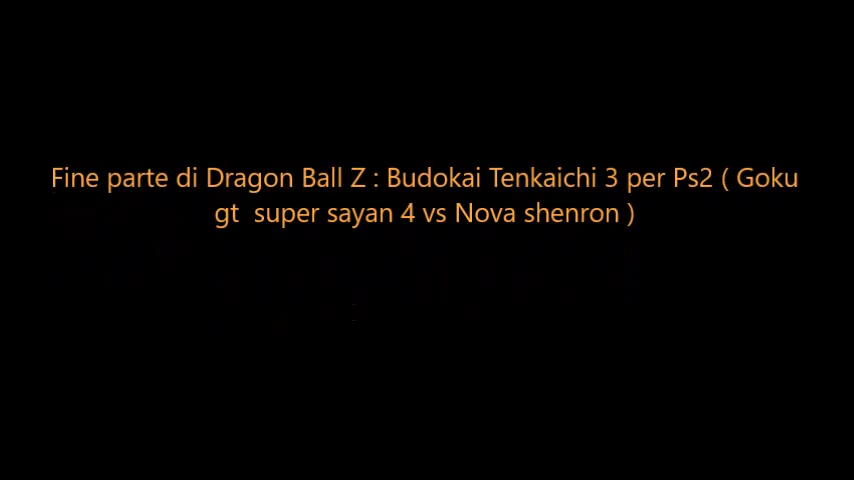 Fine parte di Dragon Ball Z : Budokai Tenkaichi 3 per Ps2 ( Goku
gt  super sayan 4 vs Nova shenron )